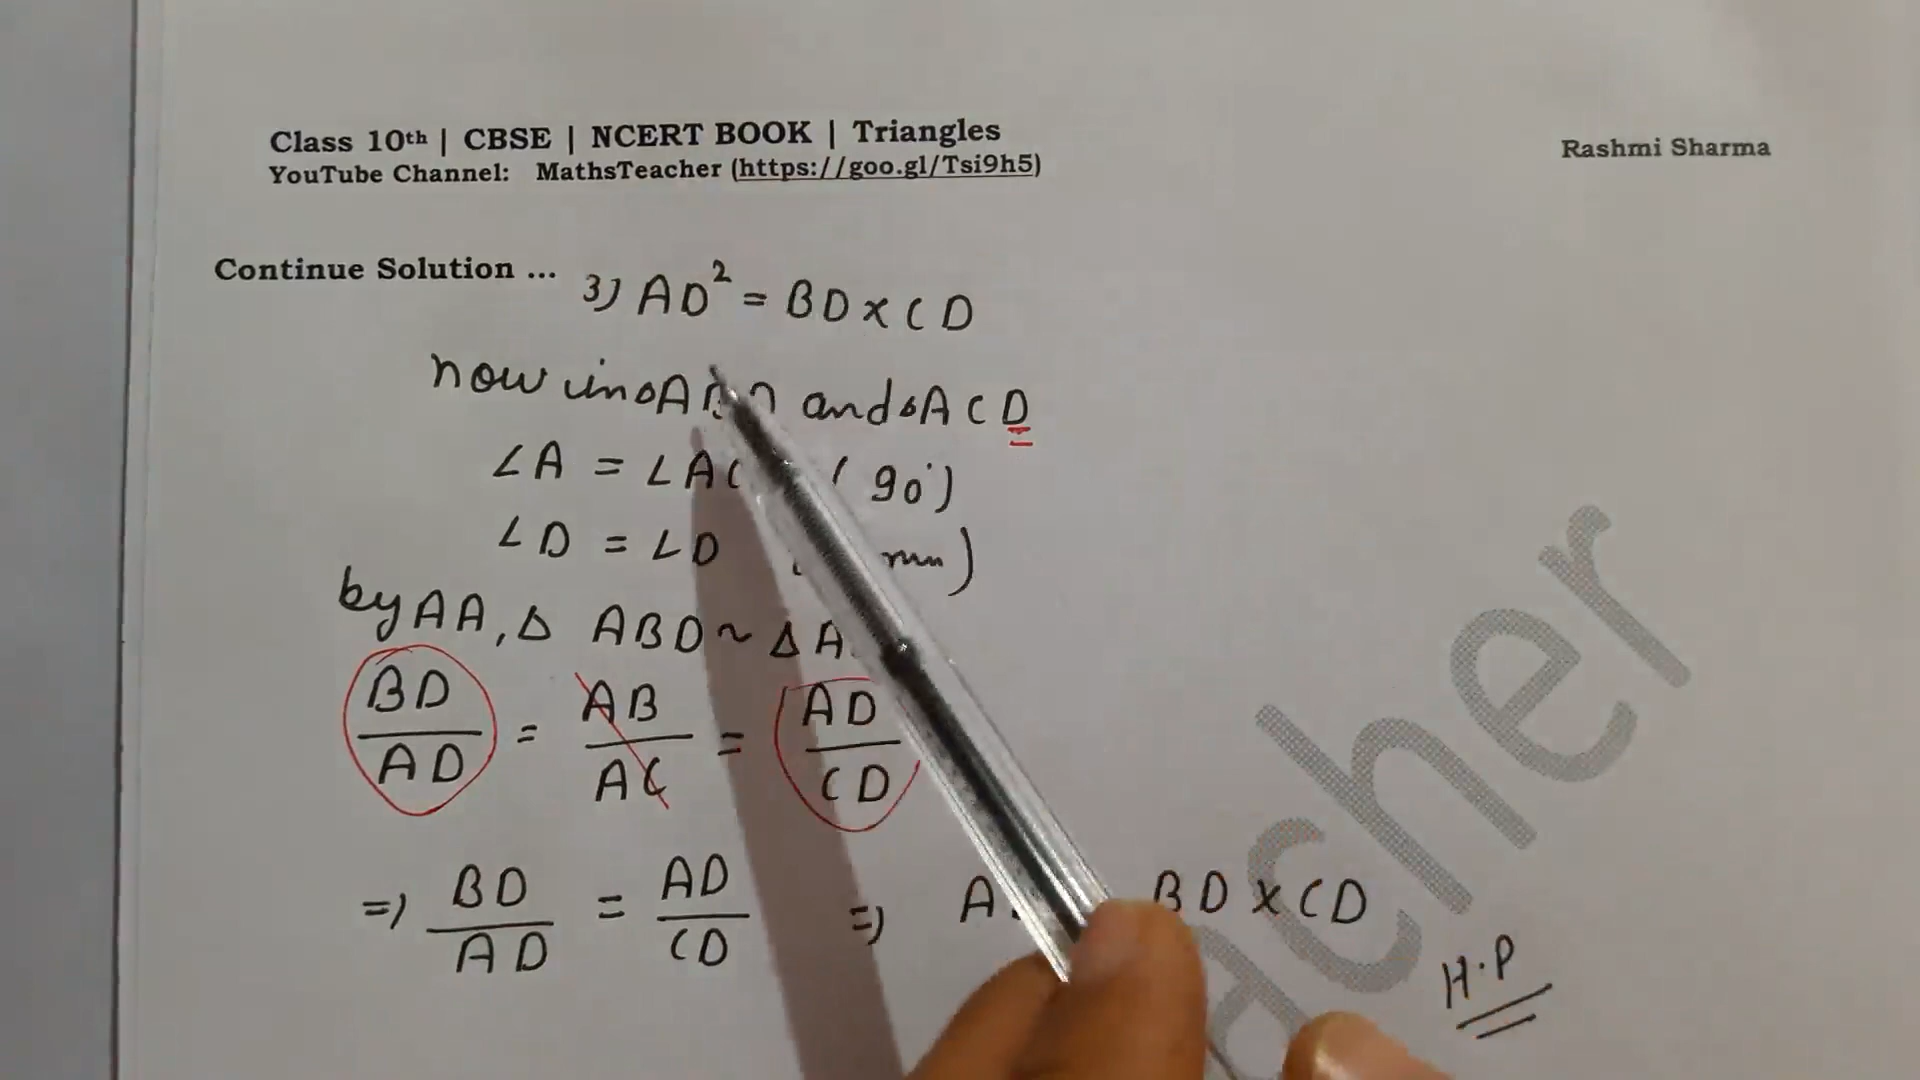 Class 10th | CBSE | NCERT BOOK | Triangles
Rashmi Sharma
YouTube Channel: MathsTeacher (https://goo.gl/Tsi9h5)
Continue Solution ... 3) AD² = BD x CD
now in ΔA and ΔACD
∠A = ∠AC (90°)
∠D = ∠D
by AA, Δ ABD ~ ΔA
BD/AD = AB/AC = AD/CD
=) BD/AD = AD/CD =) A BD x CD
H.P
acher